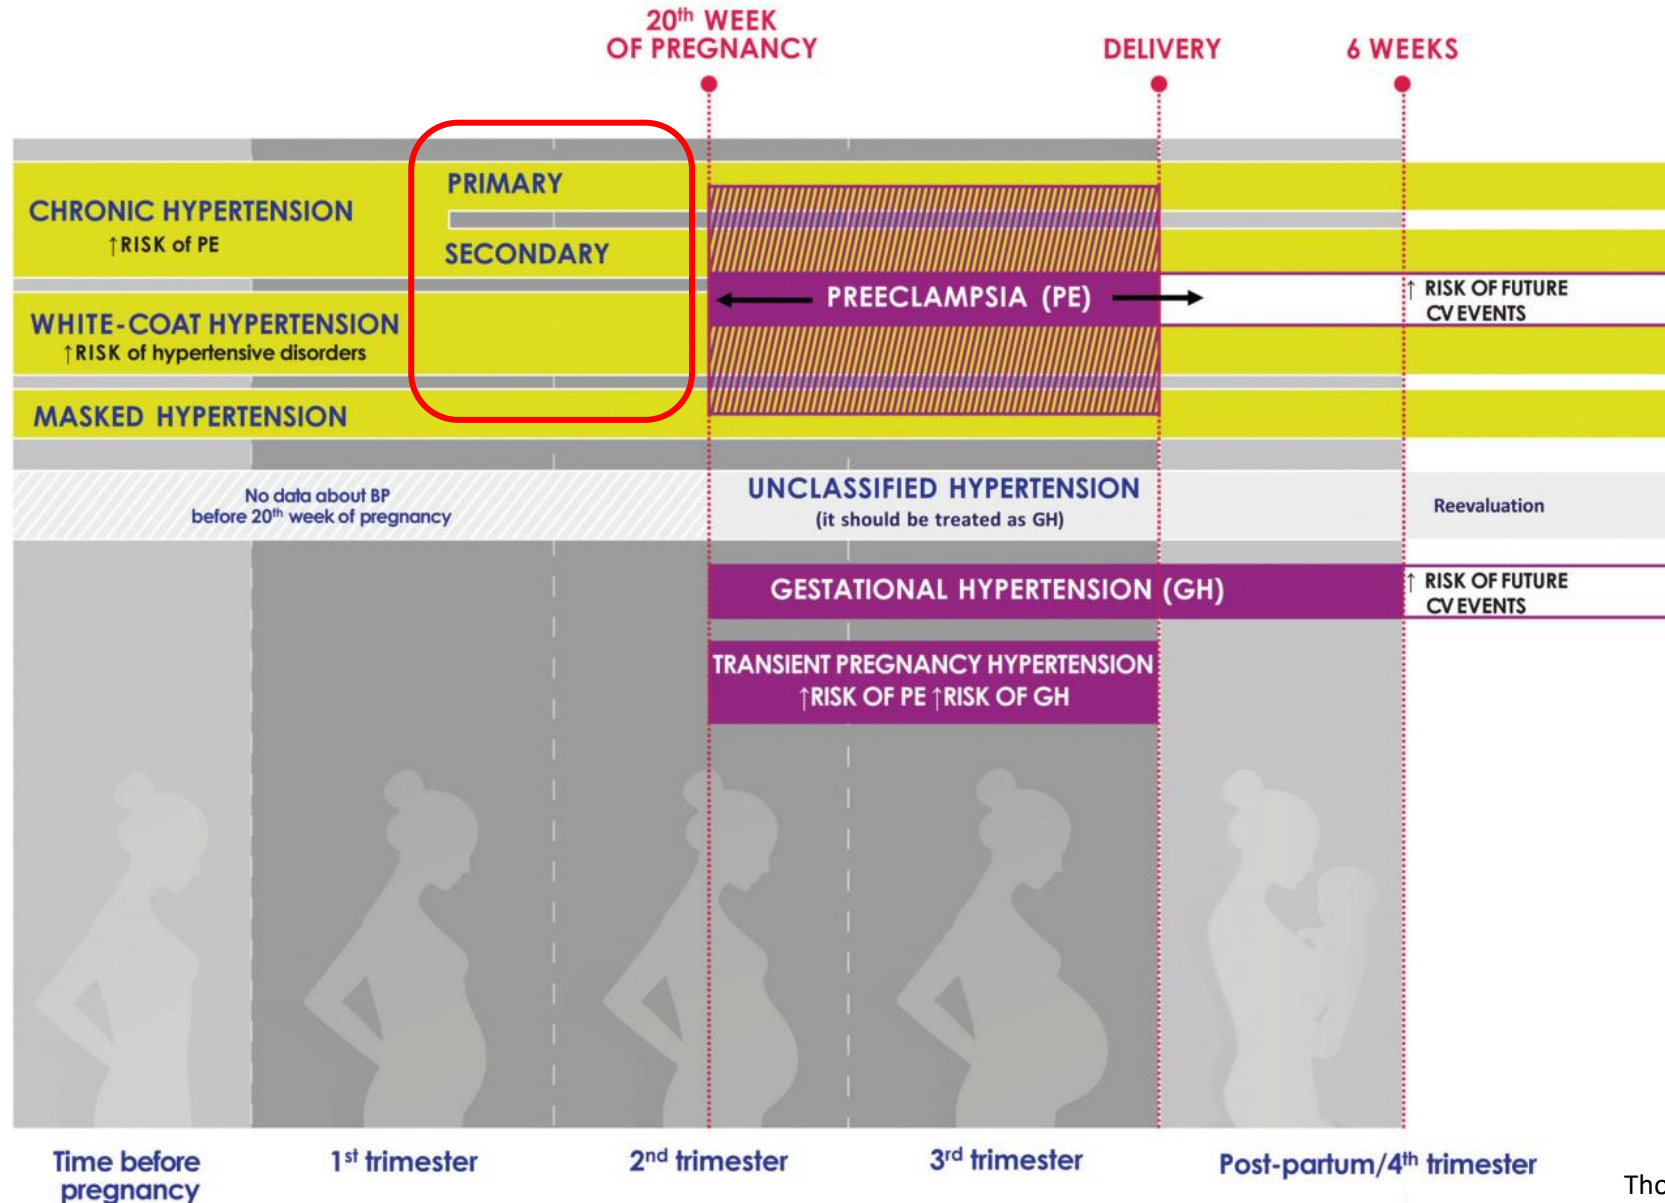 20th WEEK
OF PREGNANCY
DELIVERY
6 WEEKS
CHRONIC HYPERTENSION
↑RISK of PE
PRIMARY
SECONDARY
WHITE-COAT HYPERTENSION
↑RISK of hypertensive disorders
PREECLAMPSIA (PE)
↑ RISK OF FUTURE
CV EVENTS
MASKED HYPERTENSION
No data about BP
before 20th week of pregnancy
UNCLASSIFIED HYPERTENSION
(it should be treated as GH)
Reevaluation
GESTATIONAL HYPERTENSION (GH)
↑ RISK OF FUTURE
CV EVENTS
TRANSIENT PREGNANCY HYPERTENSION
↑RISK OF PE ↑RISK OF GH
Time before
pregnancy
1st trimester
2nd trimester
3rd trimester
Post-partum/4th trimester
Tho